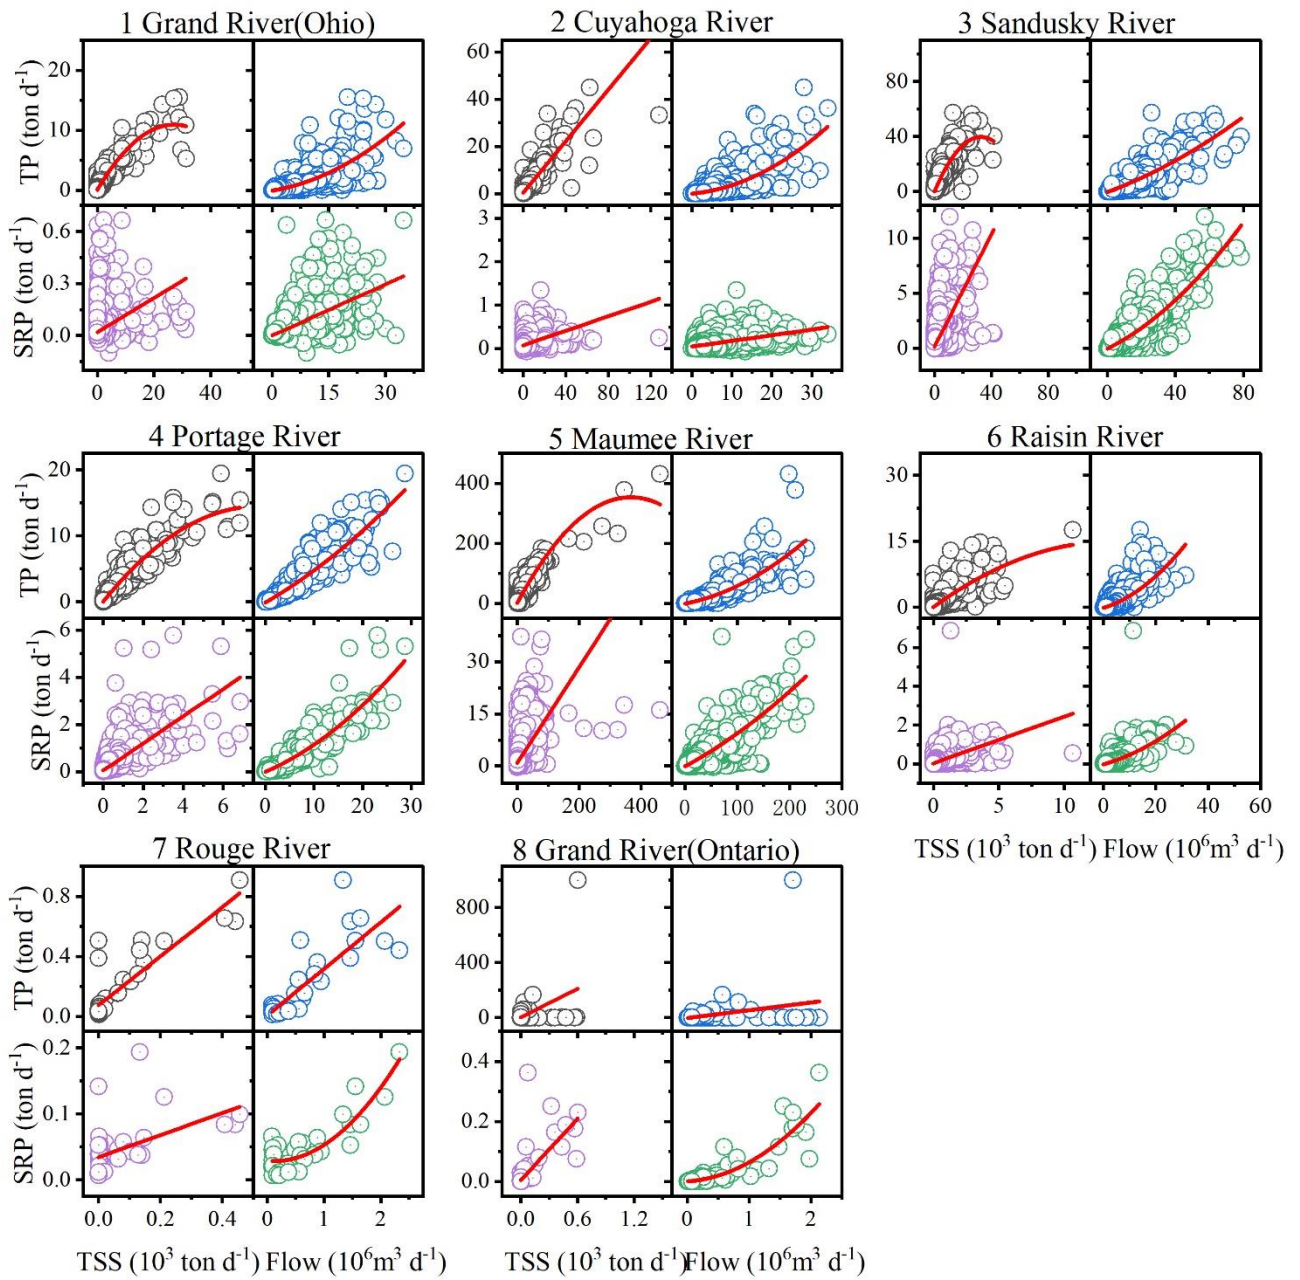 1 Grand River(Ohio) 2 Cuyahoga River 3 Sandusky River
TP (ton d⁻¹) 20 10 0 60 40 20 0 80 40 0
SRP (ton d⁻¹) 0.6 0.3 0.0 3 2 1 0 10 5 0
0 20 40 0 10 20 30 0 40 80 120 0 10 20 30 0 40 80 0 40 80
4 Portage River 5 Maumee River 6 Raisin River
TP (ton d⁻¹) 20 10 0 400 200 0 30 15 0
SRP (ton d⁻¹) 6 4 2 0 30 15 0 6 4 2 0
0 2 4 6 0 10 20 30 0 200 400 0 100 200 300 0 5 10 0 20 40 60
TSS (10³ ton d⁻¹) Flow (10⁶m³ d⁻¹)
7 Rouge River 8 Grand River(Ontario)
TP (ton d⁻¹) 0.8 0.4 0.0 800 400 0
SRP (ton d⁻¹) 0.2 0.1 0.0 0.4 0.2 0.0
0.0 0.2 0.4 0 1 2 0.0 0.6 1.2 0 1 2
TSS (10³ ton d⁻¹) Flow (10⁶m³ d⁻¹) TSS (10³ ton d⁻¹) Flow (10⁶m³ d⁻¹)